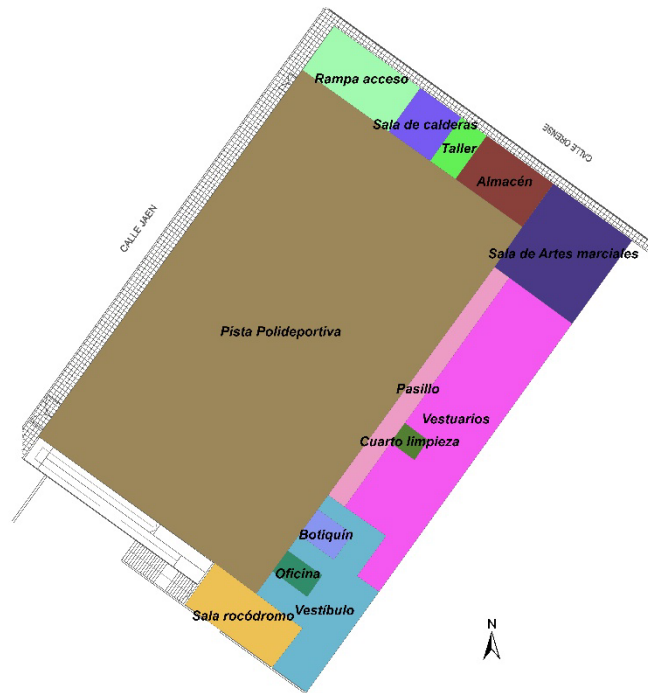 Rampa acceso
Sala de calderas
Taller
CALLE ORENSE
Almacén
CALLE JAEN
Sala de Artes marciales
Pista Polideportiva
Pasillo
Vestuarios
Cuarto limpieza
Botiquín
Oficina
Vestíbulo
Sala rocódromo
N